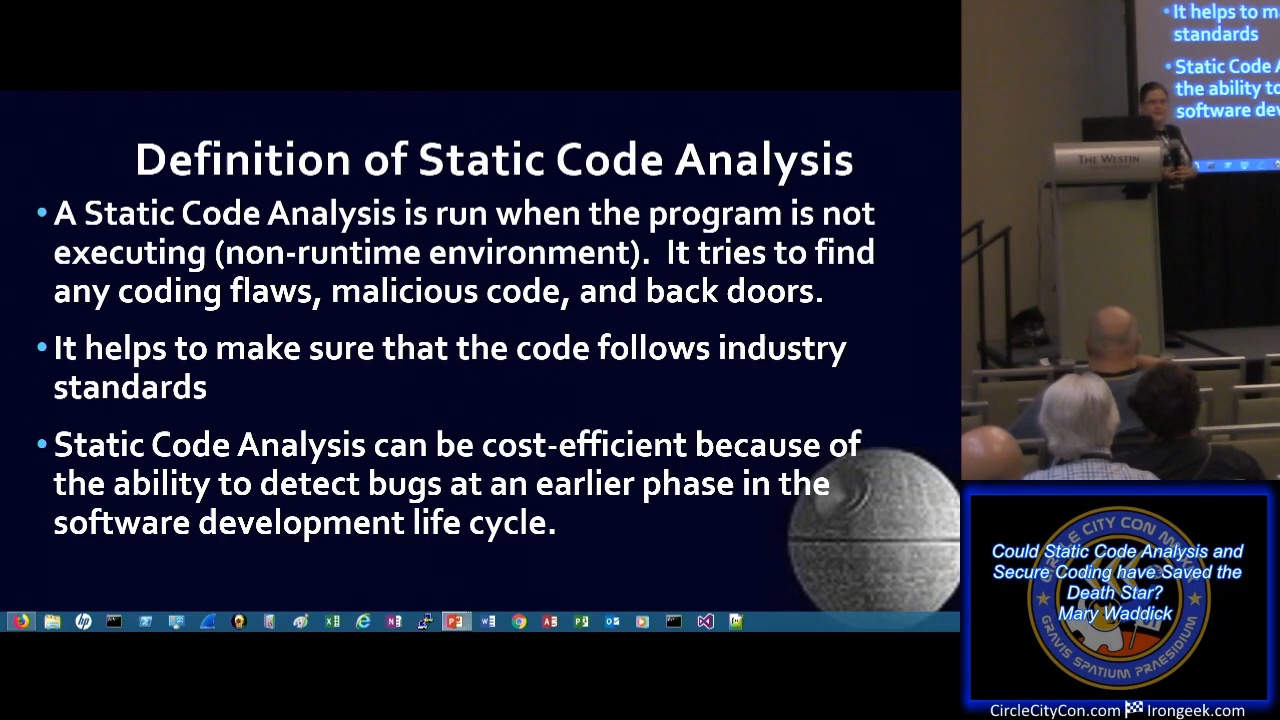 Definition of Static Code Analysis
• A Static Code Analysis is run when the program is not
executing (non-runtime environment).  It tries to find
any coding flaws, malicious code, and back doors.
• It helps to make sure that the code follows industry
standards
• Static Code Analysis can be cost-efficient because of
the ability to detect bugs at an earlier phase in the
software development life cycle.
• It helps to m
standards
• Static Code A
the ability to
software dev
THE WESTIN
CIRCLE CITY CON
GRAVIS SPATIUM PRAESIDIUM
Could Static Code Analysis and
Secure Coding have Saved the
Death Star?
Mary Waddick
CircleCityCon.com Irongeek.com